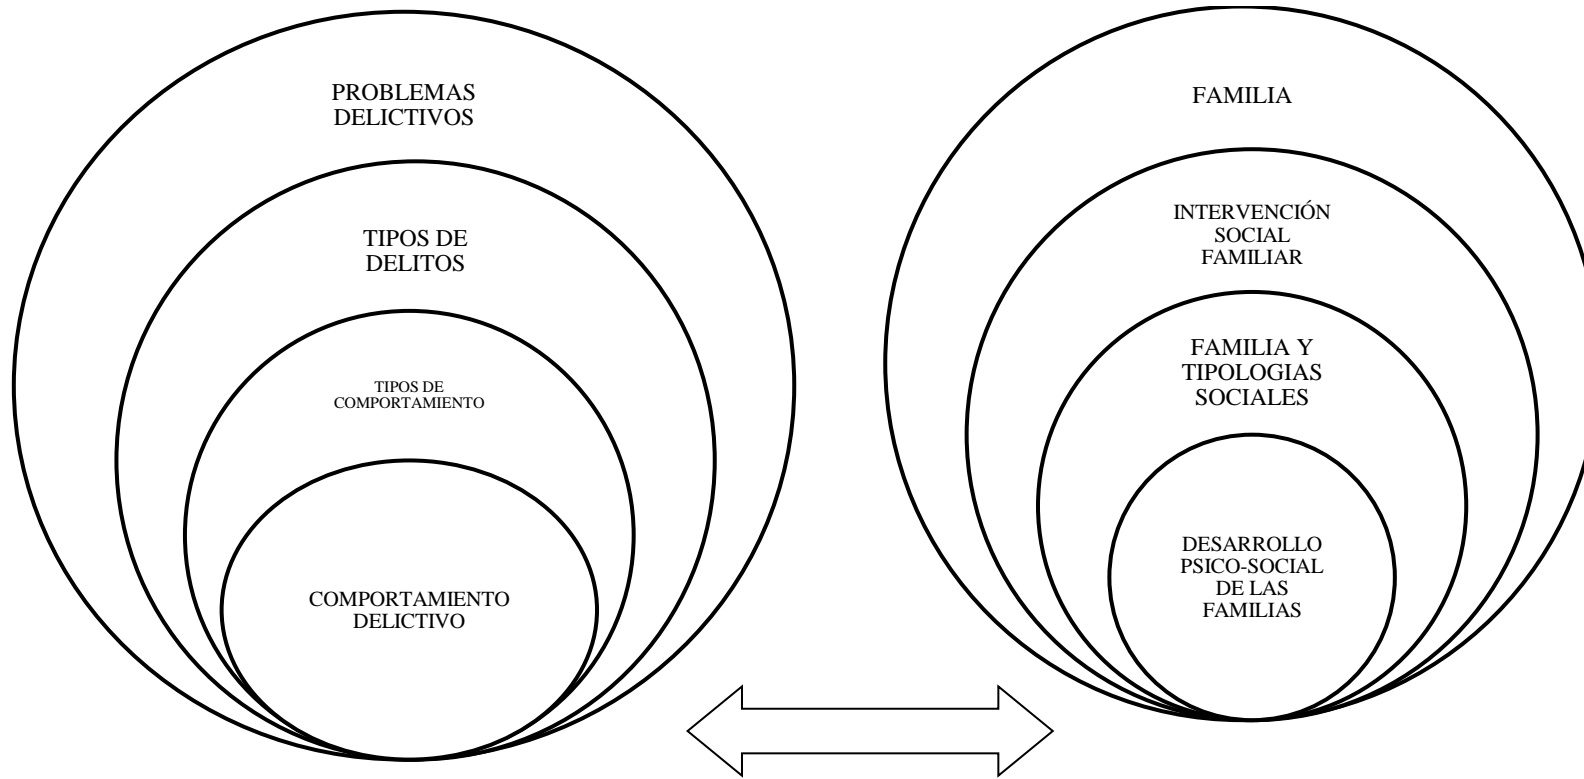 PROBLEMAS
DELICTIVOS
TIPOS DE
DELITOS
TIPOS DE
COMPORTAMIENTO
COMPORTAMIENTO
DELICTIVO
FAMILIA
INTERVENCIÓN
SOCIAL
FAMILIAR
FAMILIA Y
TIPOLOGIAS
SOCIALES
DESARROLLO
PSICO-SOCIAL
DE LAS
FAMILIAS